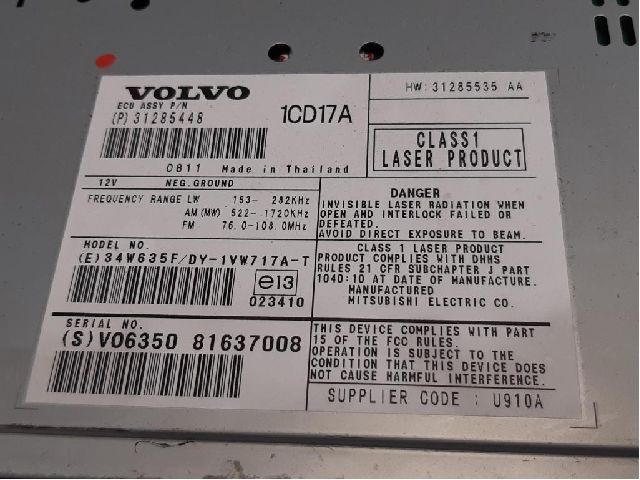 VOLVO
ECU ASSY P/N
(P) 31285448
1CD17A
HW: 31285535 AA
CLASS1
LASER PRODUCT
0811 Made in Thailand
12V NEG.GROUND
FREQUENCY RANGE LW 153- 282KHz
AM(MW) 522- 1720KHz
FM 76.0-108.0MHz
DANGER
INVISIBLE LASER RADIATION WHEN
OPEN AND INTERLOCK FAILED OR
DEFEATED.
AVOID DIRECT EXPOSURE TO BEAM.
MODEL NO.
(E)34W635F/DY-1VW717A-T
e13
023410
CLASS 1 LASER PRODUCT
PRODUCT COMPLIES WITH DHHS
RULES 21 CFR SUBCHAPTER J PART
1040:10 AT DATE OF MANUFACTURE.
MANUFACTURED
MITSUBISHI ELECTRIC CO.
SERIAL NO.
(S)VO6350 81637008
THIS DEVICE COMPLIES WITH PART
15 OF THE FCC RULES.
OPERATION IS SUBJECT TO THE
CONDITION THAT THIS DEVICE DOES
NOT CAUSE HARMFUL INTERFERENCE.
SUPPLIER CODE : U910A